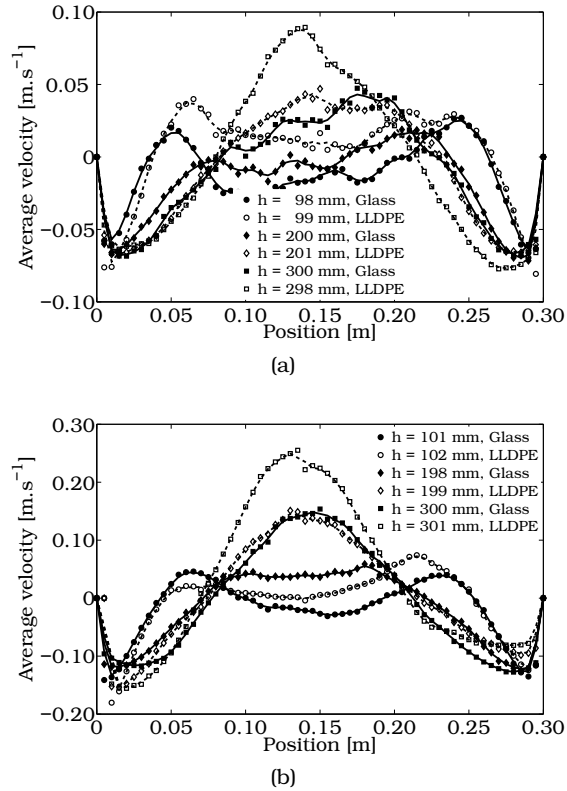 0.10
0.05
0
−0.05
−0.10
Average velocity [m.s⁻¹]
h = 98 mm, Glass
h = 99 mm, LLDPE
h = 200 mm, Glass
h = 201 mm, LLDPE
h = 300 mm, Glass
h = 298 mm, LLDPE
0 0.05 0.10 0.15 0.20 0.25 0.30
Position [m]
(a)
0.30
0.20
0.10
0
−0.10
−0.20
Average velocity [m.s⁻¹]
h = 101 mm, Glass
h = 102 mm, LLDPE
h = 198 mm, Glass
h = 199 mm, LLDPE
h = 300 mm, Glass
h = 301 mm, LLDPE
0 0.05 0.10 0.15 0.20 0.25 0.30
Position [m]
(b)